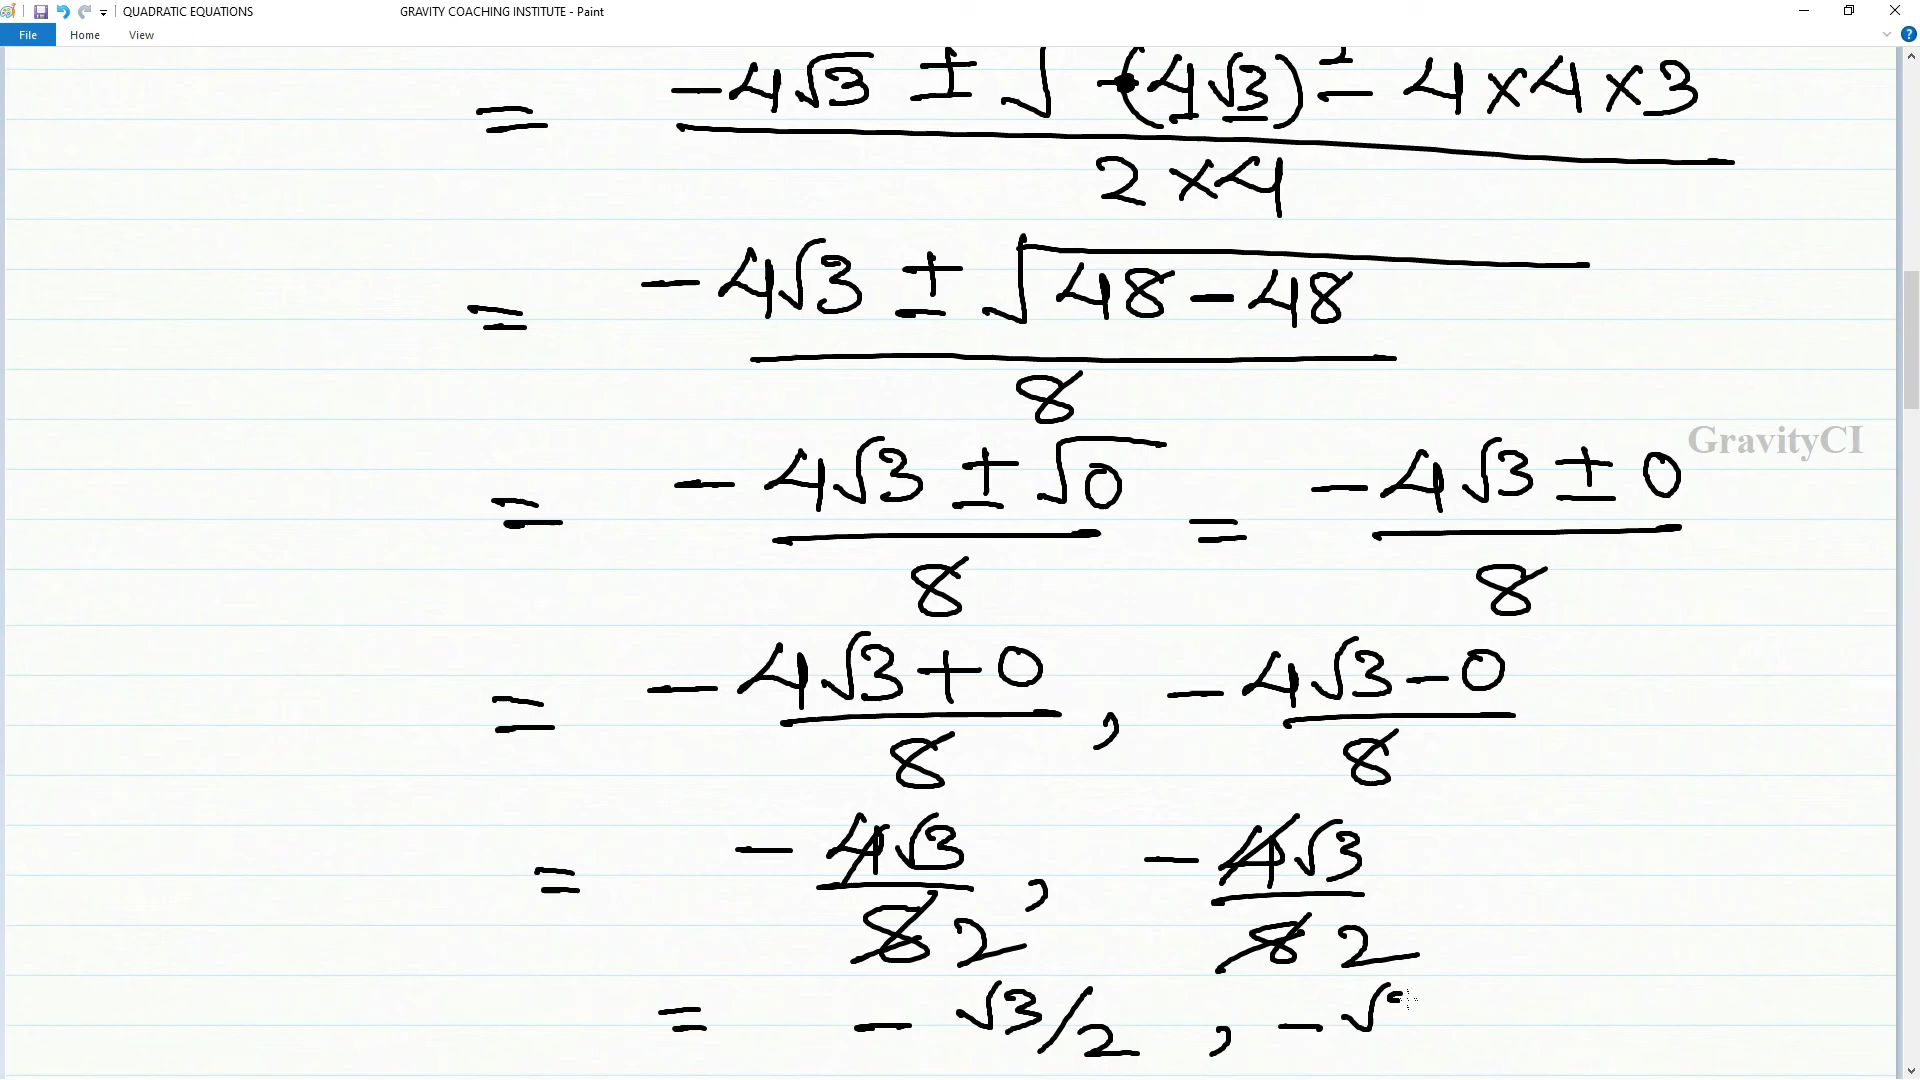 QUADRATIC EQUATIONS GRAVITY COACHING INSTITUTE - Paint
File Home View
= -4√3 ± √(4√3)² - 4×4×3
2×4
= -4√3 ± √48-48
8
GravityCI
= -4√3 ± √0 = -4√3 ± 0
8 8
= -4√3+0 , -4√3-0
8 8
= -4√3 , -4√3
8 2 8 2
= -√3/2 , -√